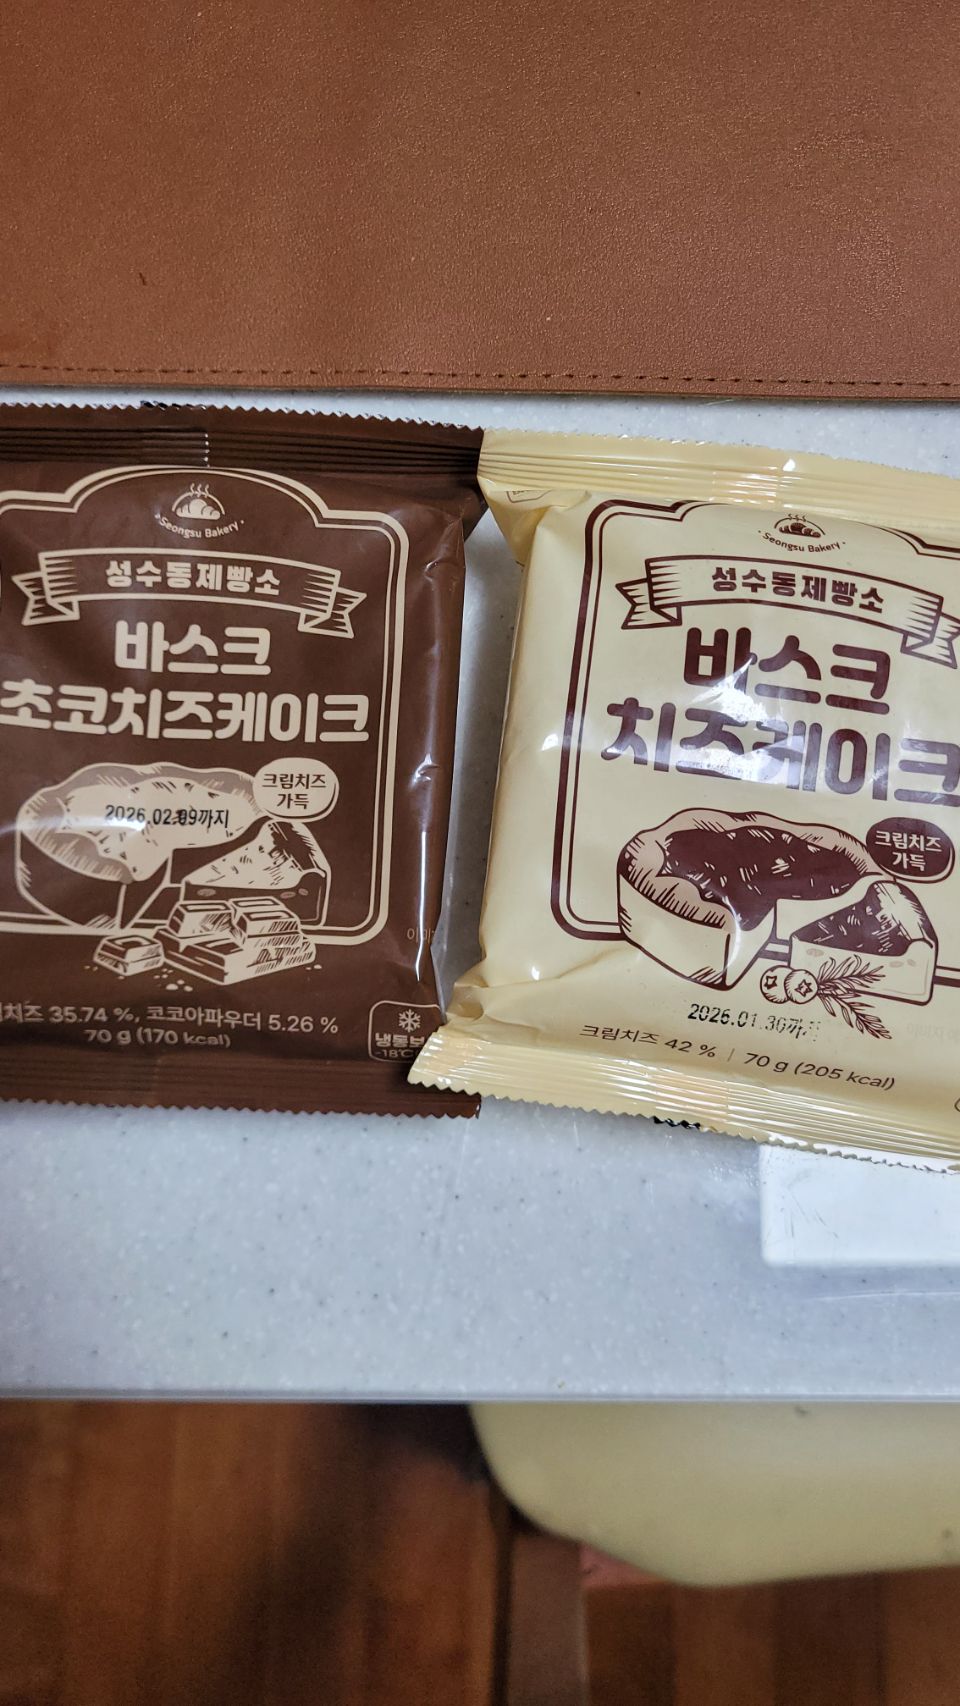 Seongsu Bakery
성수동제빵소
바스크
초코치즈케이크
크림치즈
가득
2026.02.09까지
치즈 35.74 %, 코코아파우더 5.26 %
70 g (170 kcal)
-18℃
Seongsu Bakery
성수동제빵소
바스크
치즈케이크
크림치즈
가득
2026.01.30까지
크림치즈 42 % | 70 g (205 kcal)